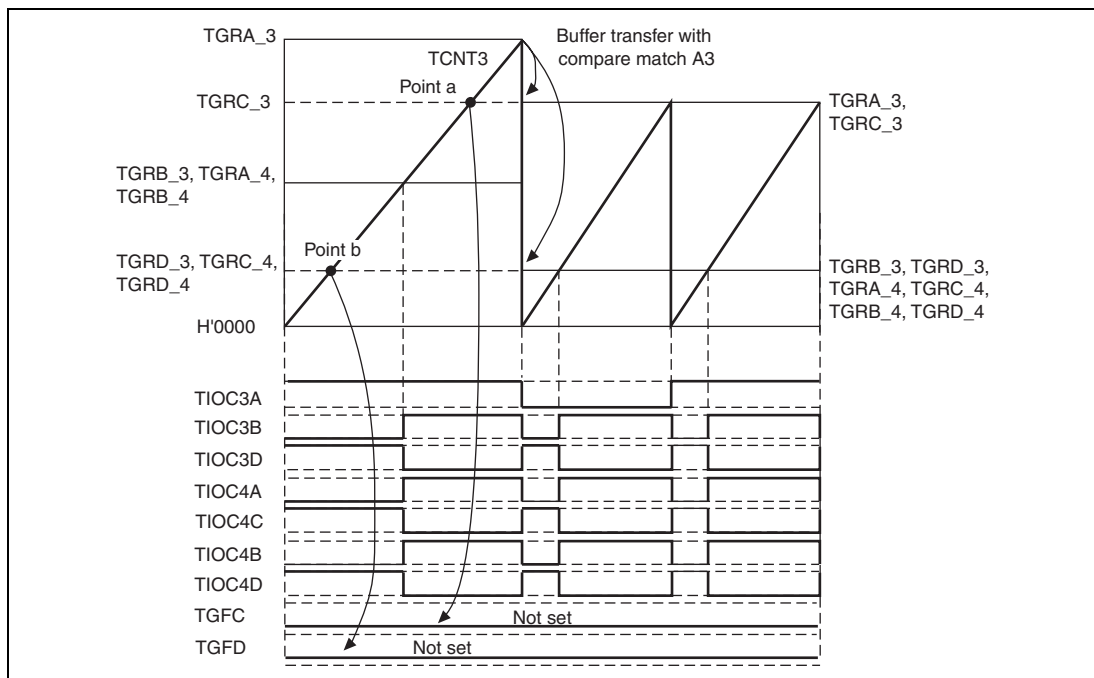 TGRA_3
TCNT3
Buffer transfer with
compare match A3
Point a
TGRC_3
TGRA_3,
TGRC_3
TGRB_3, TGRA_4,
TGRB_4
Point b
TGRD_3, TGRC_4,
TGRD_4
TGRB_3, TGRD_3,
TGRA_4, TGRC_4,
TGRB_4, TGRD_4
H'0000
TIOC3A
TIOC3B
TIOC3D
TIOC4A
TIOC4C
TIOC4B
TIOC4D
TGFC
Not set
TGFD
Not set